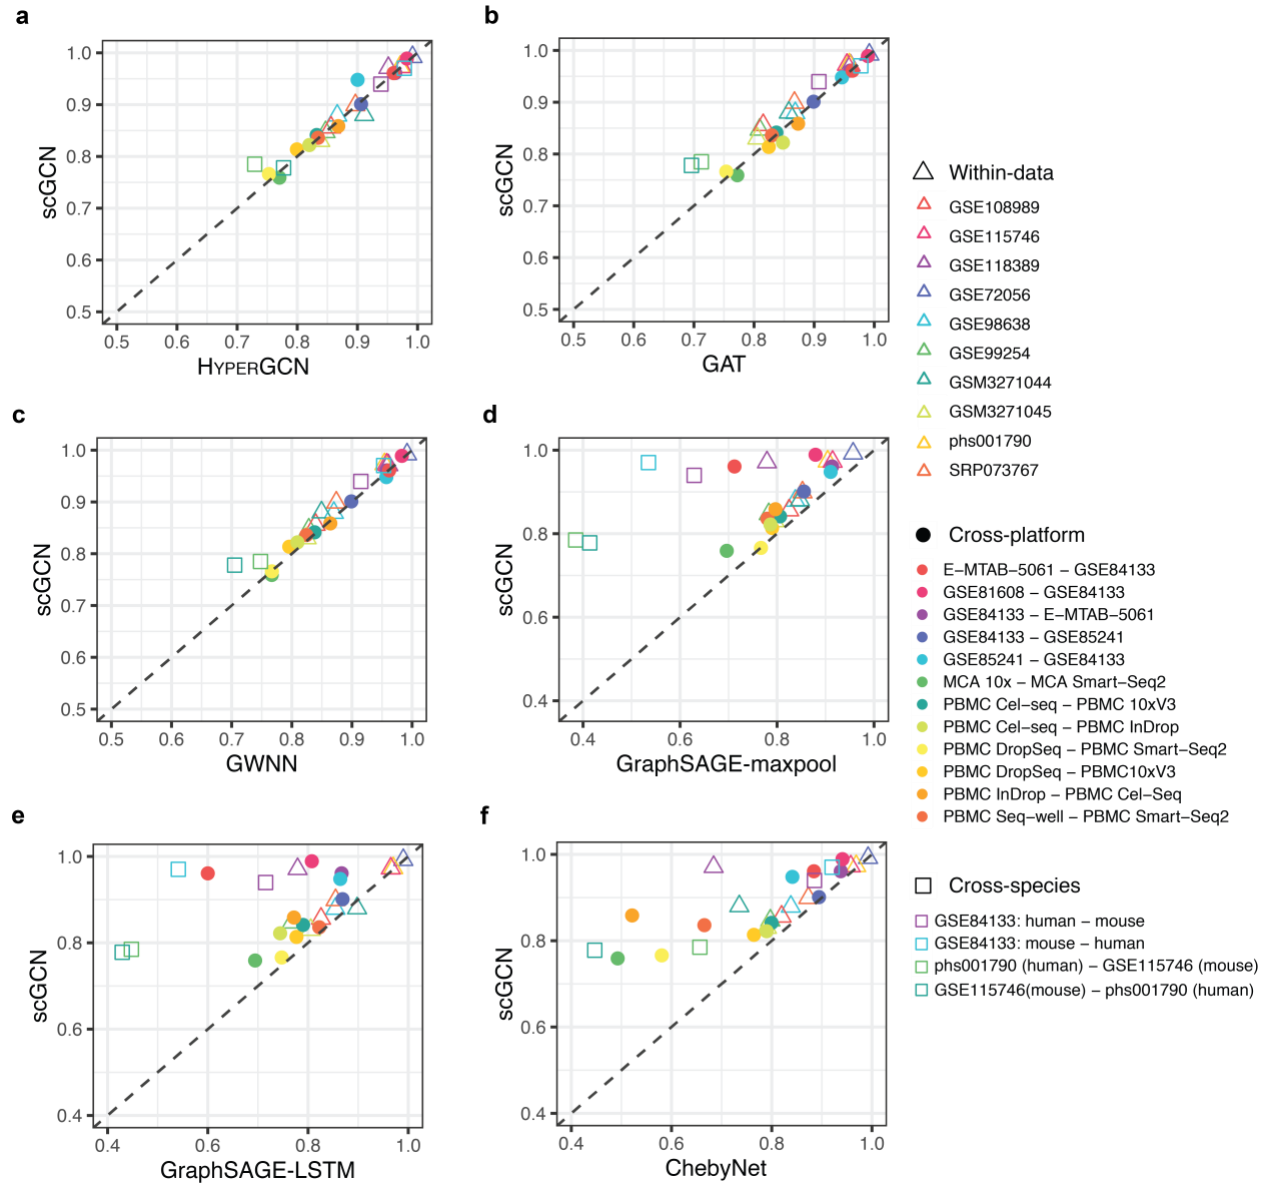 a
1.0
0.9
0.8
0.7
0.6
0.5
scGCN
0.5 0.6 0.7 0.8 0.9 1.0
HYPERGCN
b
1.0
0.9
0.8
0.7
0.6
0.5
scGCN
0.5 0.6 0.7 0.8 0.9 1.0
GAT
c
1.0
0.9
0.8
0.7
0.6
0.5
scGCN
0.5 0.6 0.7 0.8 0.9 1.0
GWNN
d
1.0
0.8
0.6
0.4
scGCN
0.4 0.6 0.8 1.0
GraphSAGE-maxpool
e
1.0
0.8
0.6
0.4
scGCN
0.4 0.6 0.8 1.0
GraphSAGE-LSTM
f
1.0
0.8
0.6
0.4
scGCN
0.4 0.6 0.8 1.0
ChebyNet
Within-data
GSE108989
GSE115746
GSE118389
GSE72056
GSE98638
GSE99254
GSM3271044
GSM3271045
phs001790
SRP073767
Cross-platform
E−MTAB−5061 − GSE84133
GSE81608 − GSE84133
GSE84133 − E−MTAB−5061
GSE84133 − GSE85241
GSE85241 − GSE84133
MCA 10x − MCA Smart−Seq2
PBMC Cel−seq − PBMC 10xV3
PBMC Cel−seq − PBMC InDrop
PBMC DropSeq − PBMC Smart−Seq2
PBMC DropSeq − PBMC10xV3
PBMC InDrop − PBMC Cel−Seq
PBMC Seq−well − PBMC Smart−Seq2
Cross-species
GSE84133: human − mouse
GSE84133: mouse − human
phs001790 (human) − GSE115746 (mouse)
GSE115746(mouse) − phs001790 (human)